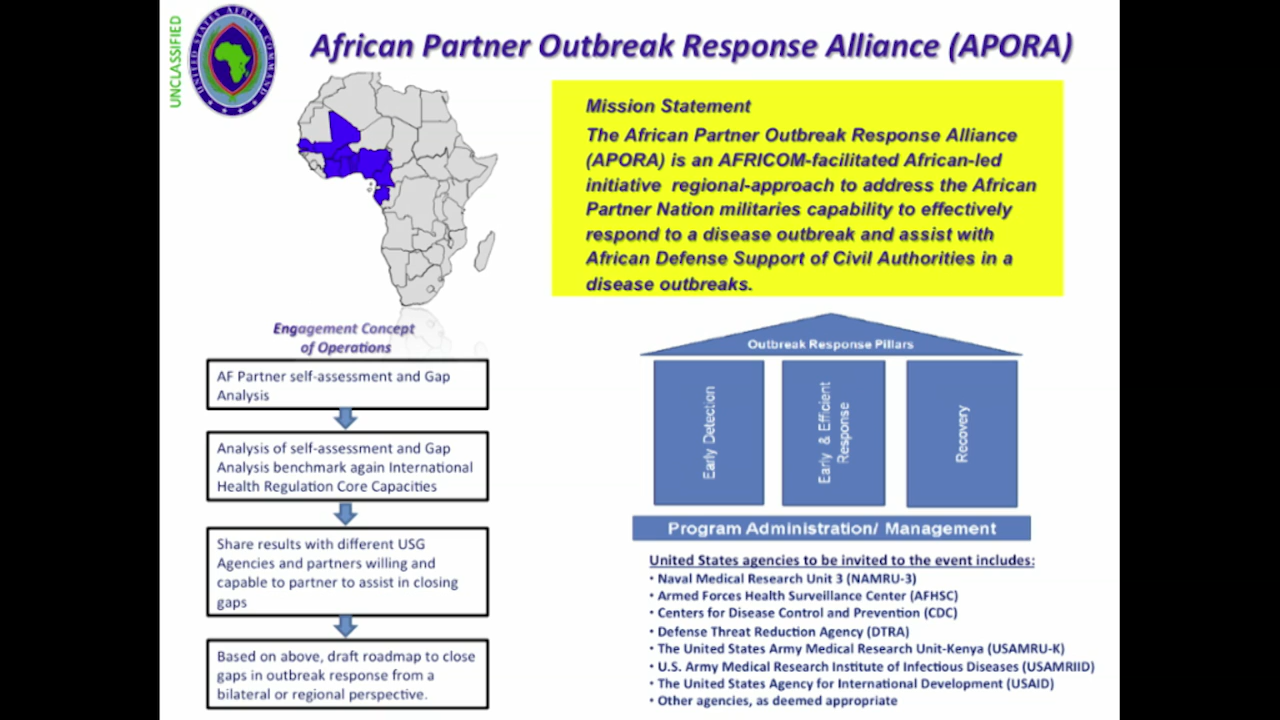 UNCLASSIFIED
UNITED STATES AFRICA COMMAND
African Partner Outbreak Response Alliance (APORA)
Mission Statement
The African Partner Outbreak Response Alliance
(APORA) is an AFRICOM-facilitated African-led
initiative regional-approach to address the African
Partner Nation militaries capability to effectively
respond to a disease outbreak and assist with
African Defense Support of Civil Authorities in a
disease outbreaks.
Engagement Concept
of Operations
AF Partner self-assessment and Gap
Analysis
Analysis of self-assessment and Gap
Analysis benchmark again International
Health Regulation Core Capacities
Share results with different USG
Agencies and partners willing and
capable to partner to assist in closing
gaps
Based on above, draft roadmap to close
gaps in outbreak response from a
bilateral or regional perspective.
Outbreak Response Pillars
Early Detection
Early & Efficient
Response
Recovery
Program Administration/ Management
United States agencies to be invited to the event includes:
• Naval Medical Research Unit 3 (NAMRU-3)
• Armed Forces Health Surveillance Center (AFHSC)
• Centers for Disease Control and Prevention (CDC)
• Defense Threat Reduction Agency (DTRA)
• The United States Army Medical Research Unit-Kenya (USAMRU-K)
• U.S. Army Medical Research Institute of Infectious Diseases (USAMRIID)
• The United States Agency for International Development (USAID)
• Other agencies, as deemed appropriate